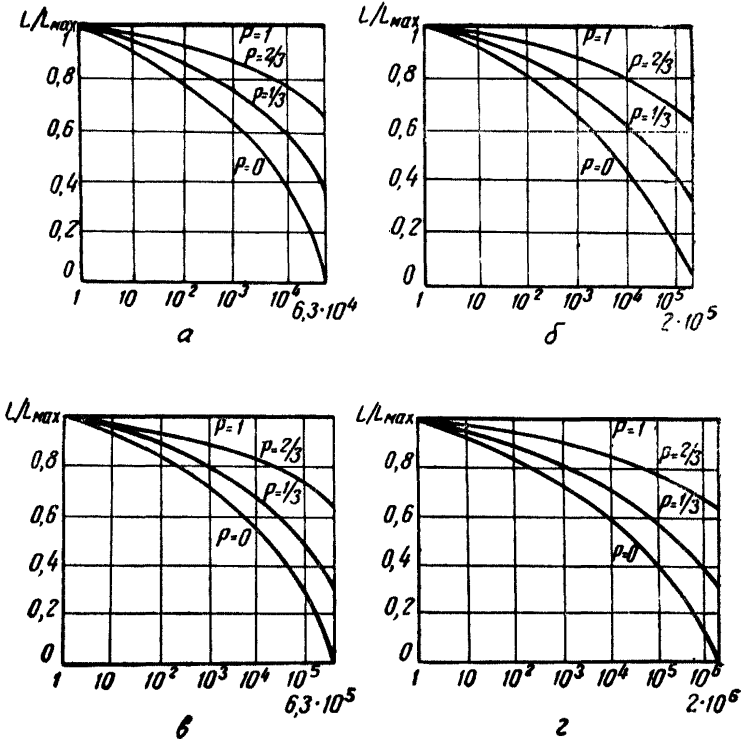 L/Lмах
1
P=1
P=2/3
0,8
P=1/3
0,6
P=0
0,4
0,2
0
1 10 10² 10³ 10⁴
6,3·10⁴
а
L/Lмах
1
P=1
P=2/3
0,8
P=1/3
0,6
P=0
0,4
0,2
0
1 10 10² 10³ 10⁴ 10⁵
2·10⁵
б
L/Lмах
P=1
P=2/3
0,8
P=1/3
0,6
P=0
0,4
0,2
0
1 10 10² 10³ 10⁴ 10⁵
6,3·10⁵
в
L/Lмах
P=1
P=2/3
0,8
P=1/3
0,6
P=0
0,4
0,2
0
1 10 10² 10³ 10⁴ 10⁵ 10⁶
2·10⁶
г